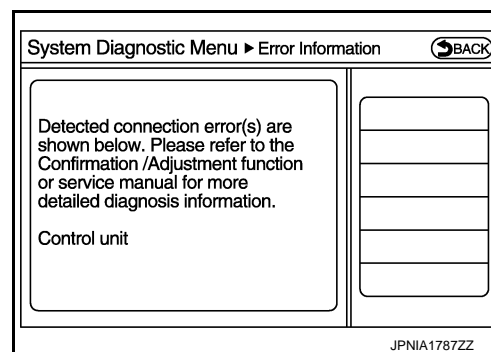 System Diagnostic Menu ▶ Error Information
BACK
Detected connection error(s) are
shown below. Please refer to the
Confirmation /Adjustment function
or service manual for more
detailed diagnosis information.
Control unit
JPNIA1787ZZ